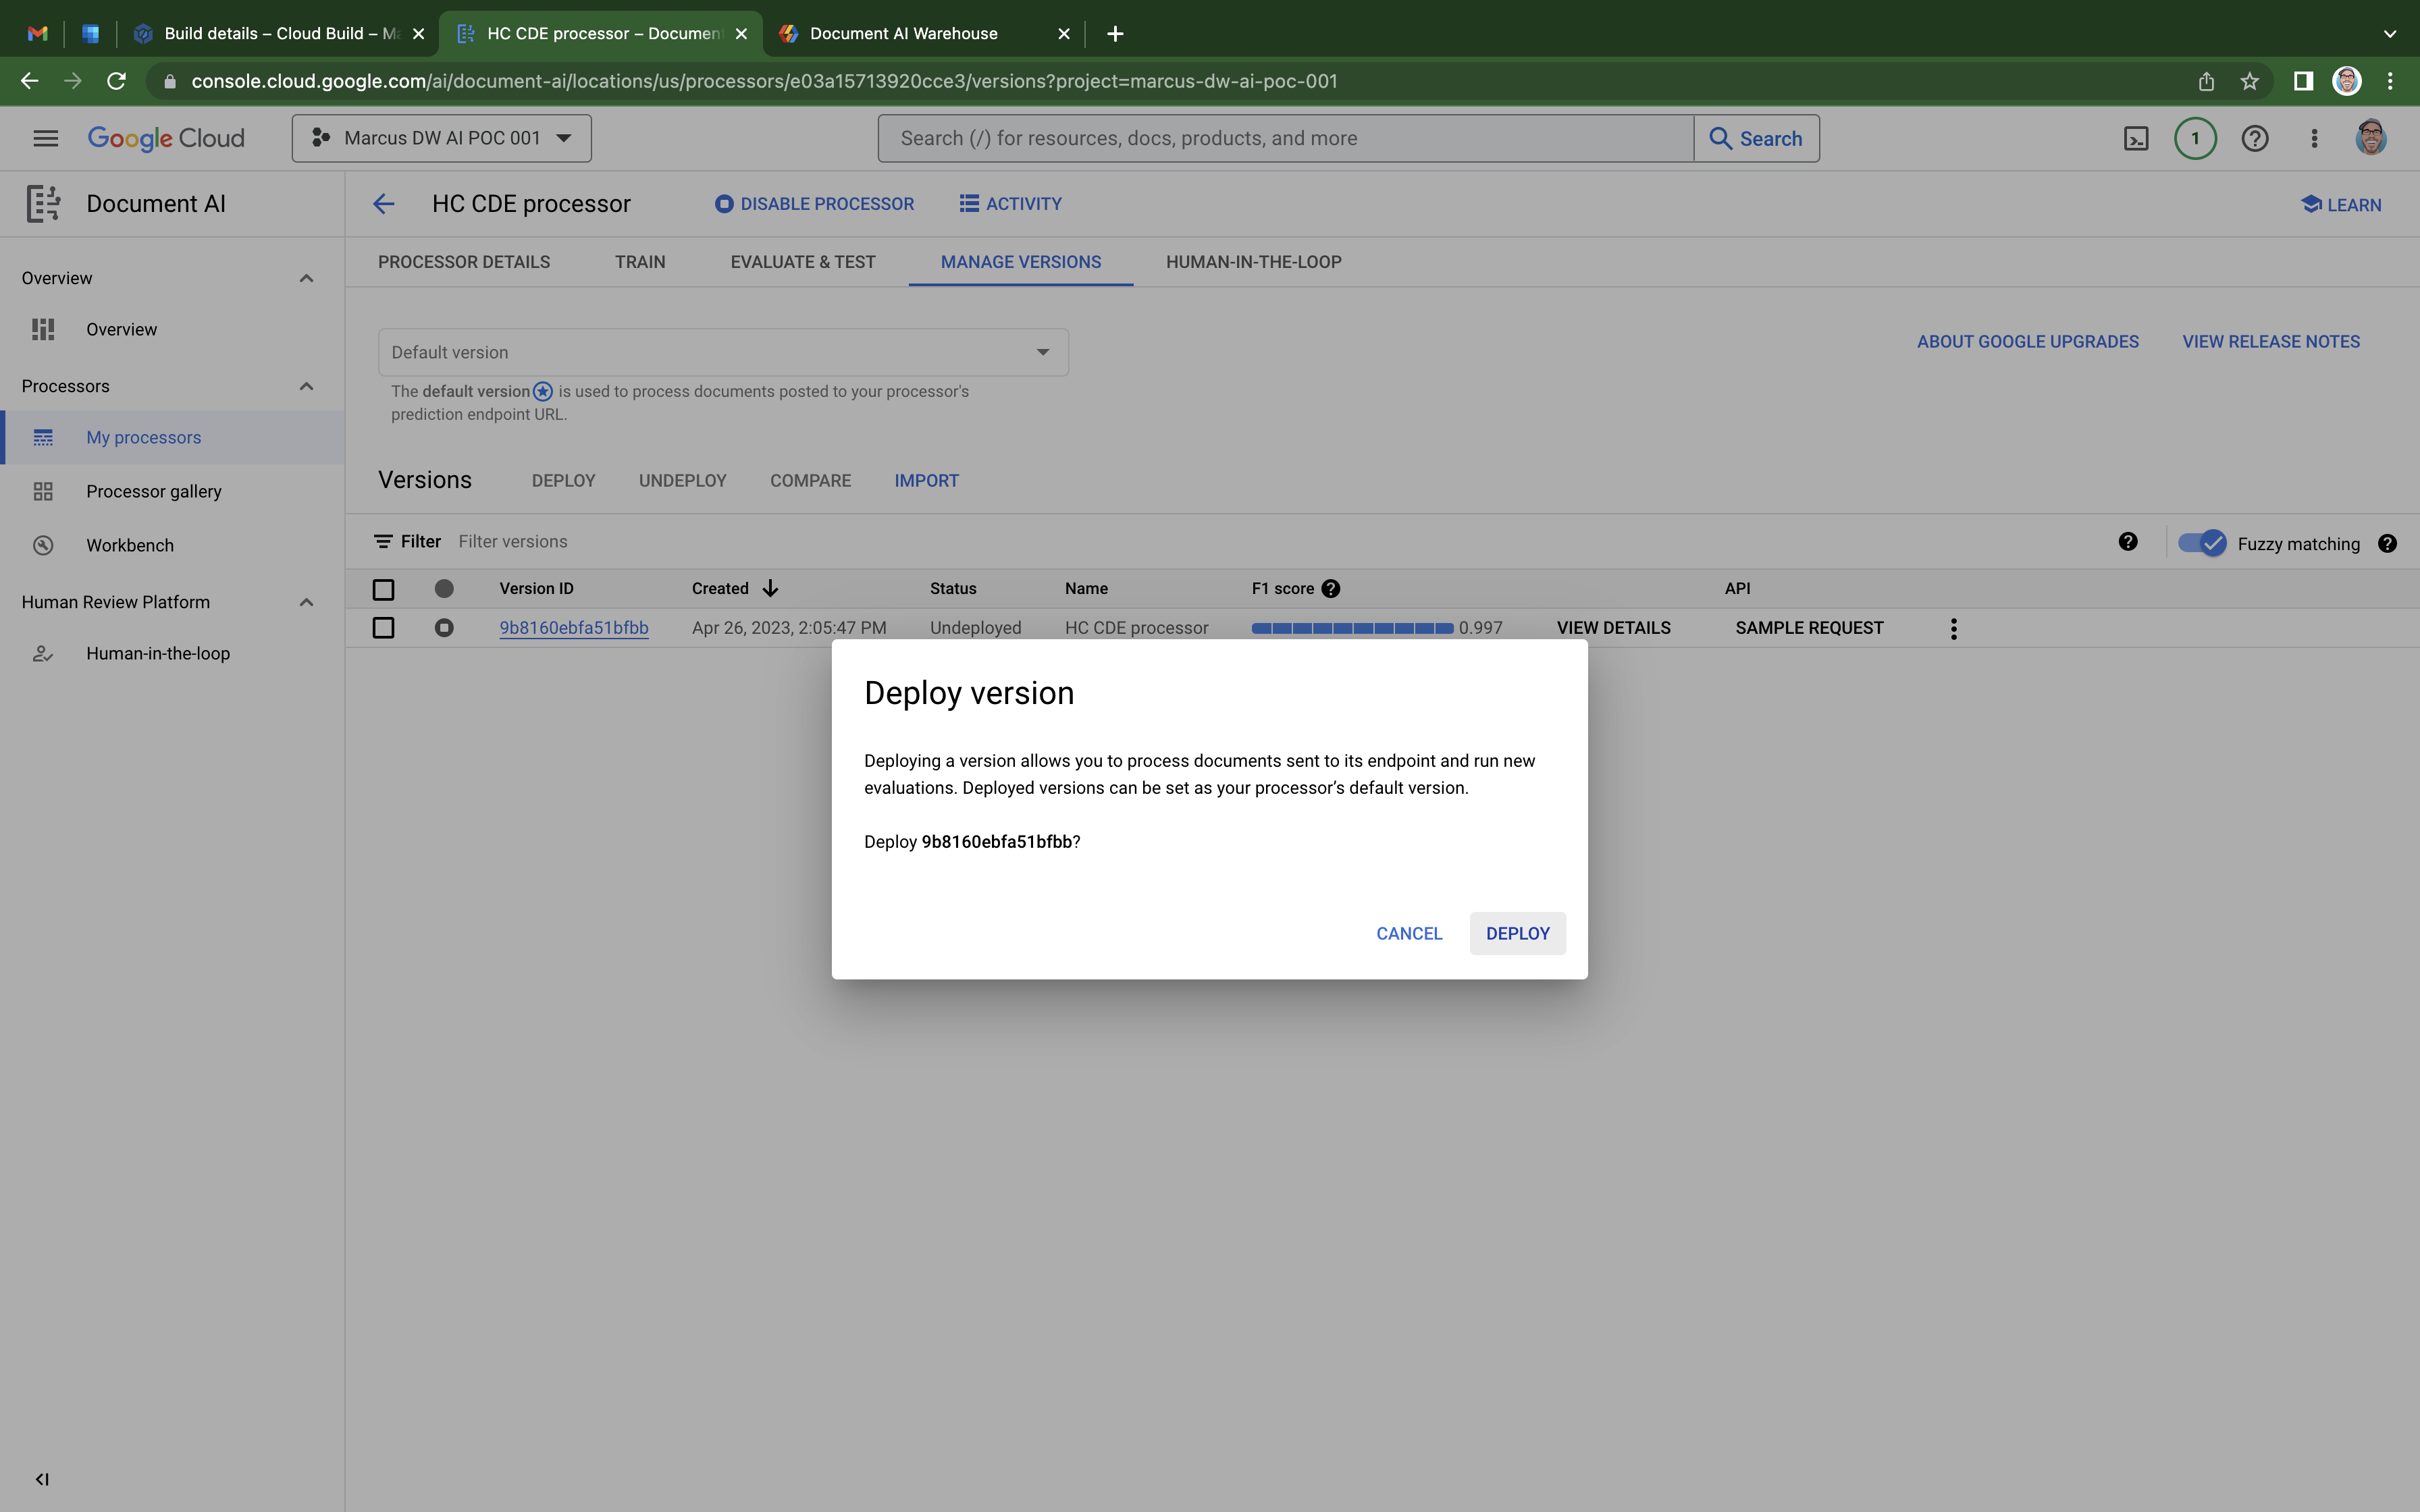 Build details – Cloud Build – Ma
HC CDE processor – Document
Document AI Warehouse
console.cloud.google.com/ai/document-ai/locations/us/processors/e03a15713920cce3/versions?project=marcus-dw-ai-poc-001
Google Cloud
Marcus DW AI POC 001
Search (/) for resources, docs, products, and more
Search
1
Document AI
HC CDE processor
DISABLE PROCESSOR
ACTIVITY
LEARN
Overview
Overview
Processors
My processors
Processor gallery
Workbench
Human Review Platform
Human-in-the-loop
PROCESSOR DETAILS
TRAIN
EVALUATE & TEST
MANAGE VERSIONS
HUMAN-IN-THE-LOOP
Default version
The default version is used to process documents posted to your processor's
prediction endpoint URL.
ABOUT GOOGLE UPGRADES
VIEW RELEASE NOTES
Versions
DEPLOY
UNDEPLOY
COMPARE
IMPORT
Filter
Filter versions
Fuzzy matching
Version ID
Created
Status
Name
F1 score
API
9b8160ebfa51bfbb
Apr 26, 2023, 2:05:47 PM
Undeployed
HC CDE processor
0.997
VIEW DETAILS
SAMPLE REQUEST
Deploy version
Deploying a version allows you to process documents sent to its endpoint and run new
evaluations. Deployed versions can be set as your processor’s default version.
Deploy 9b8160ebfa51bfbb?
CANCEL
DEPLOY